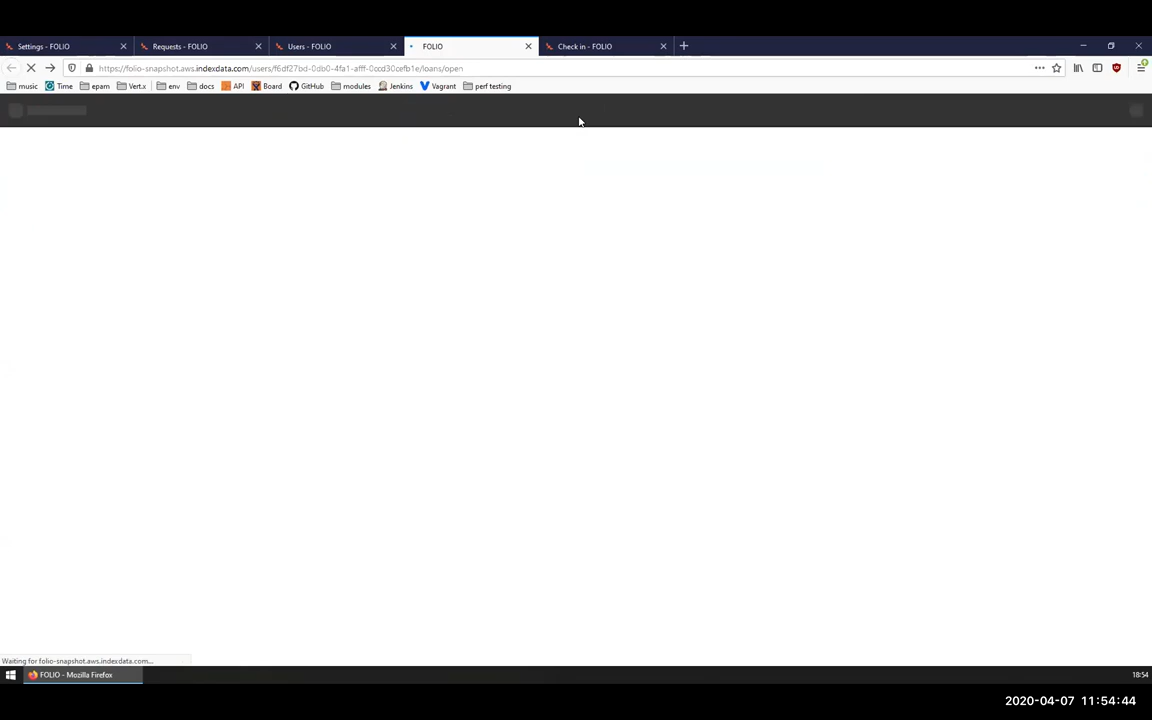 Settings - FOLIO
Requests - FOLIO
Users - FOLIO
FOLIO
Check in - FOLIO
https://folio-snapshot.aws.indexdata.com/users/f6df27bd-0db0-4fa1-afff-0ccd30cefb1e/loans/open
music Time epam Vert.x env docs API Board GitHub modules Jenkins Vagrant perf testing
Waiting for folio-snapshot.aws.indexdata.com...
FOLIO - Mozilla Firefox
18:54
2020-04-07 11:54:44